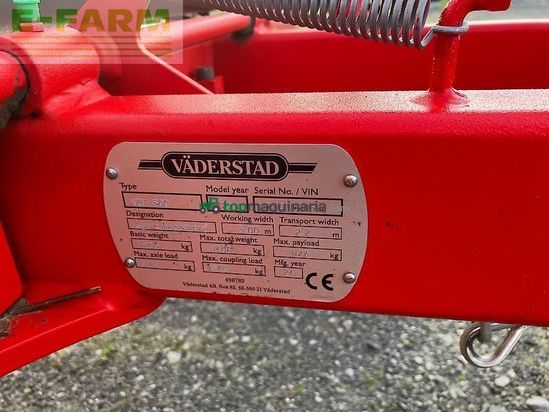 E-FARM
VÄDERSTAD
Type Model year Serial No. / VIN
topmaquinaria
Designation Working width Transport width
m 2.2 m
Basic weight Max. total weight Max. payload
kg kg kg
Max. axle load Max. coupling load Mfg. year
kg kg
CE
498789
Väderstad AB, Box 85, SE-590 21 Väderstad